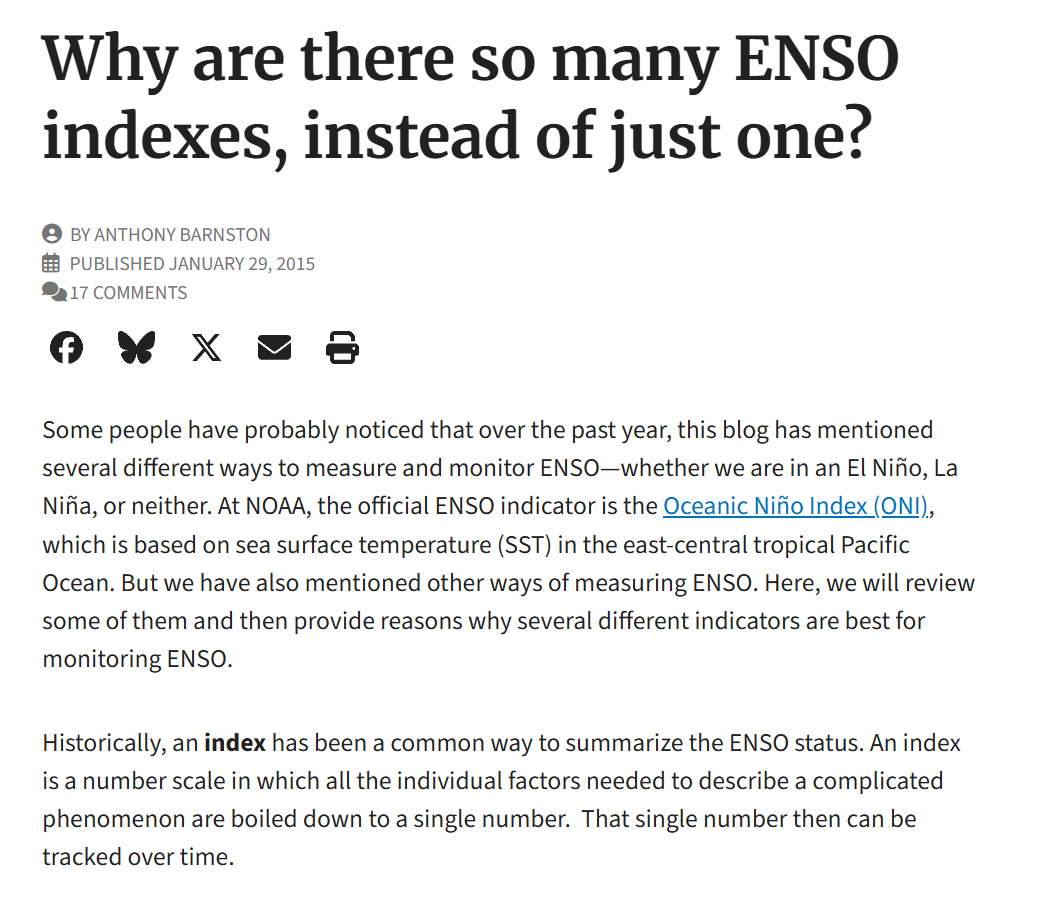 Why are there so many ENSO
indexes, instead of just one?
BY ANTHONY BARNSTON
PUBLISHED JANUARY 29, 2015
17 COMMENTS
Some people have probably noticed that over the past year, this blog has mentioned
several different ways to measure and monitor ENSO—whether we are in an El Niño, La
Niña, or neither. At NOAA, the official ENSO indicator is the Oceanic Niño Index (ONI),
which is based on sea surface temperature (SST) in the east-central tropical Pacific
Ocean. But we have also mentioned other ways of measuring ENSO. Here, we will review
some of them and then provide reasons why several different indicators are best for
monitoring ENSO.
Historically, an index has been a common way to summarize the ENSO status. An index
is a number scale in which all the individual factors needed to describe a complicated
phenomenon are boiled down to a single number.  That single number then can be
tracked over time.